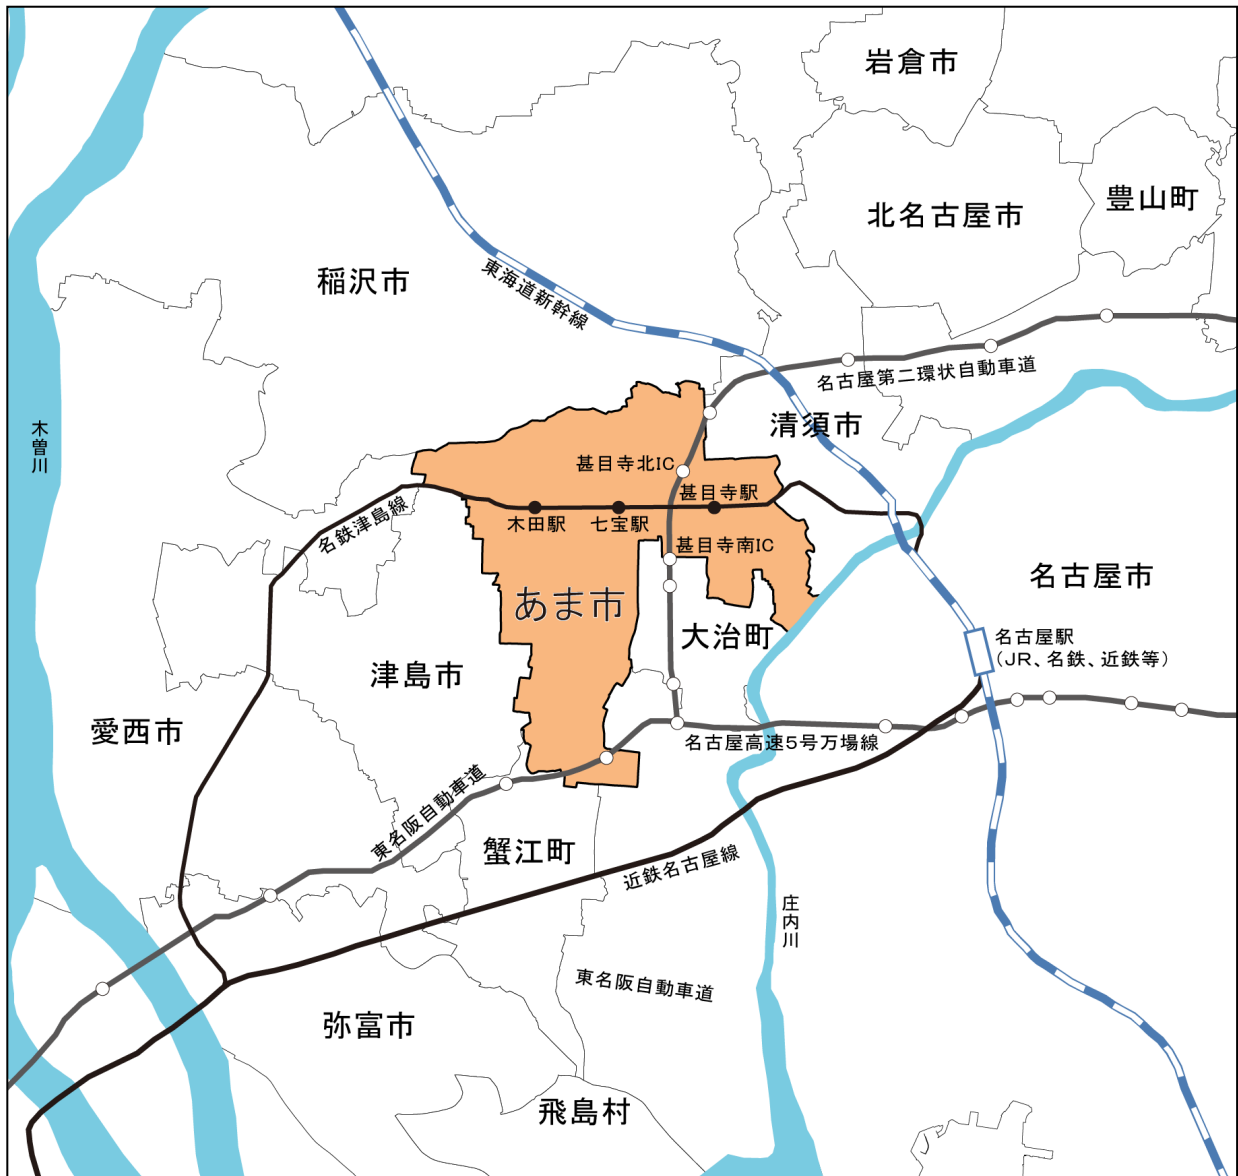 岩倉市
豊山町
北名古屋市
稲沢市
東海道新幹線
名古屋第二環状自動車道
清須市
木曽川
甚目寺北IC
甚目寺駅
名鉄津島線
木田駅
七宝駅
甚目寺南IC
名古屋市
あま市
大治町
名古屋駅
(JR、名鉄、近鉄等)
津島市
愛西市
名古屋高速5号万場線
東名阪自動車道
蟹江町
近鉄名古屋線
庄内川
東名阪自動車道
弥富市
飛島村